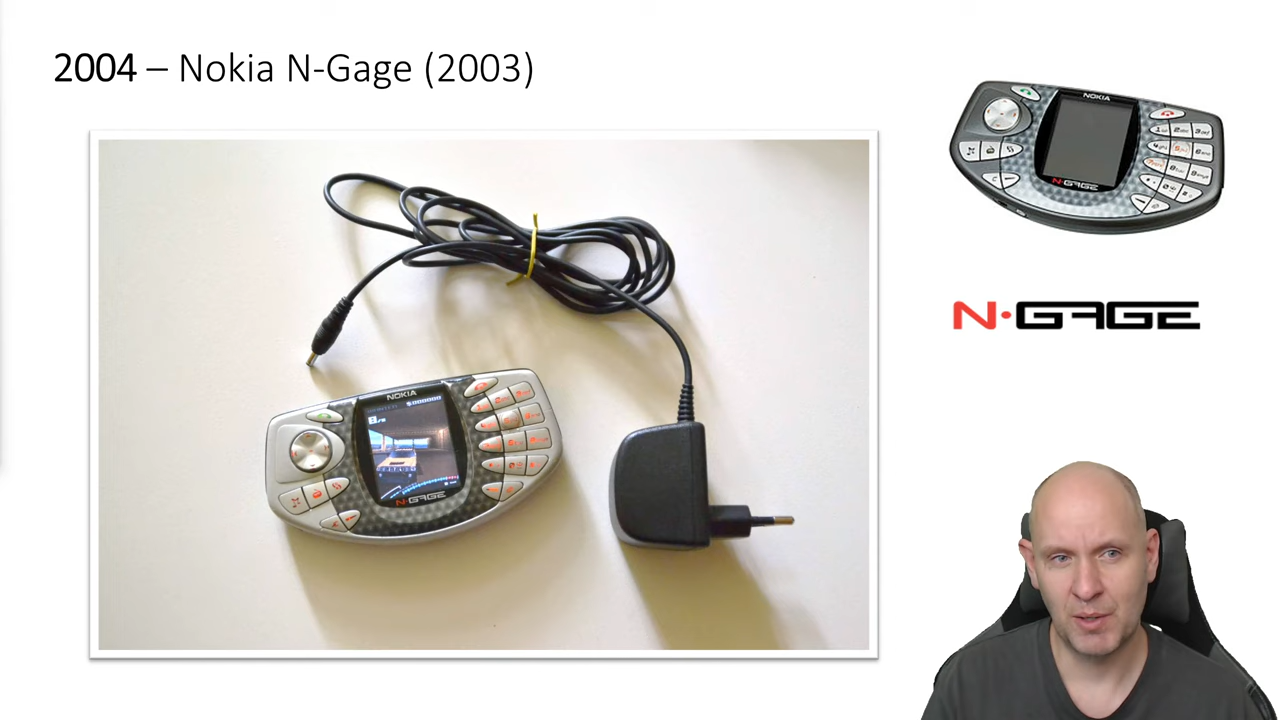 2004 – Nokia N-Gage (2003)
NOKIA
N-GAGE
N·GAGE
NOKIA
N-GAGE